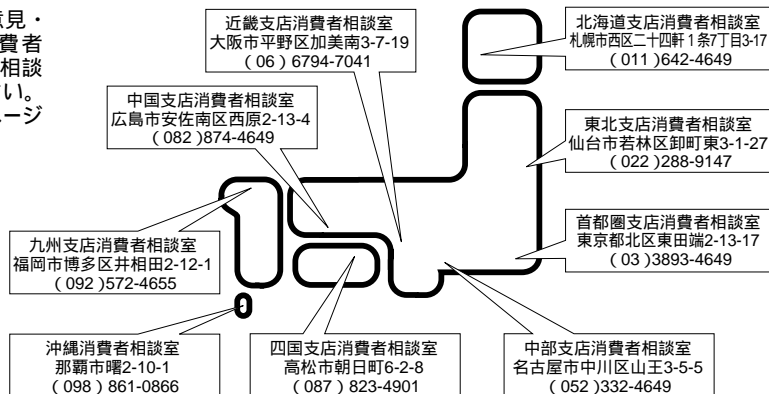 意見・
費者
相談
い。
ページ
近畿支店消費者相談室
大阪市平野区加美南3-7-19
(06) 6794-7041
北海道支店消費者相談室
札幌市西区二十四軒1条7丁目3-17
(011)642-4649
中国支店消費者相談室
広島市安佐南区西原2-13-4
(082)874-4649
東北支店消費者相談室
仙台市若林区卸町東3-1-27
(022)288-9147
九州支店消費者相談室
福岡市博多区井相田2-12-1
(092)572-4655
首都圏支店消費者相談室
東京都北区東田端2-13-17
(03)3893-4649
沖縄消費者相談室
那覇市曙2-10-1
(098) 861-0866
四国支店消費者相談室
高松市朝日町6-2-8
(087) 823-4901
中部支店消費者相談室
名古屋市中川区山王3-5-5
(052)332-4649